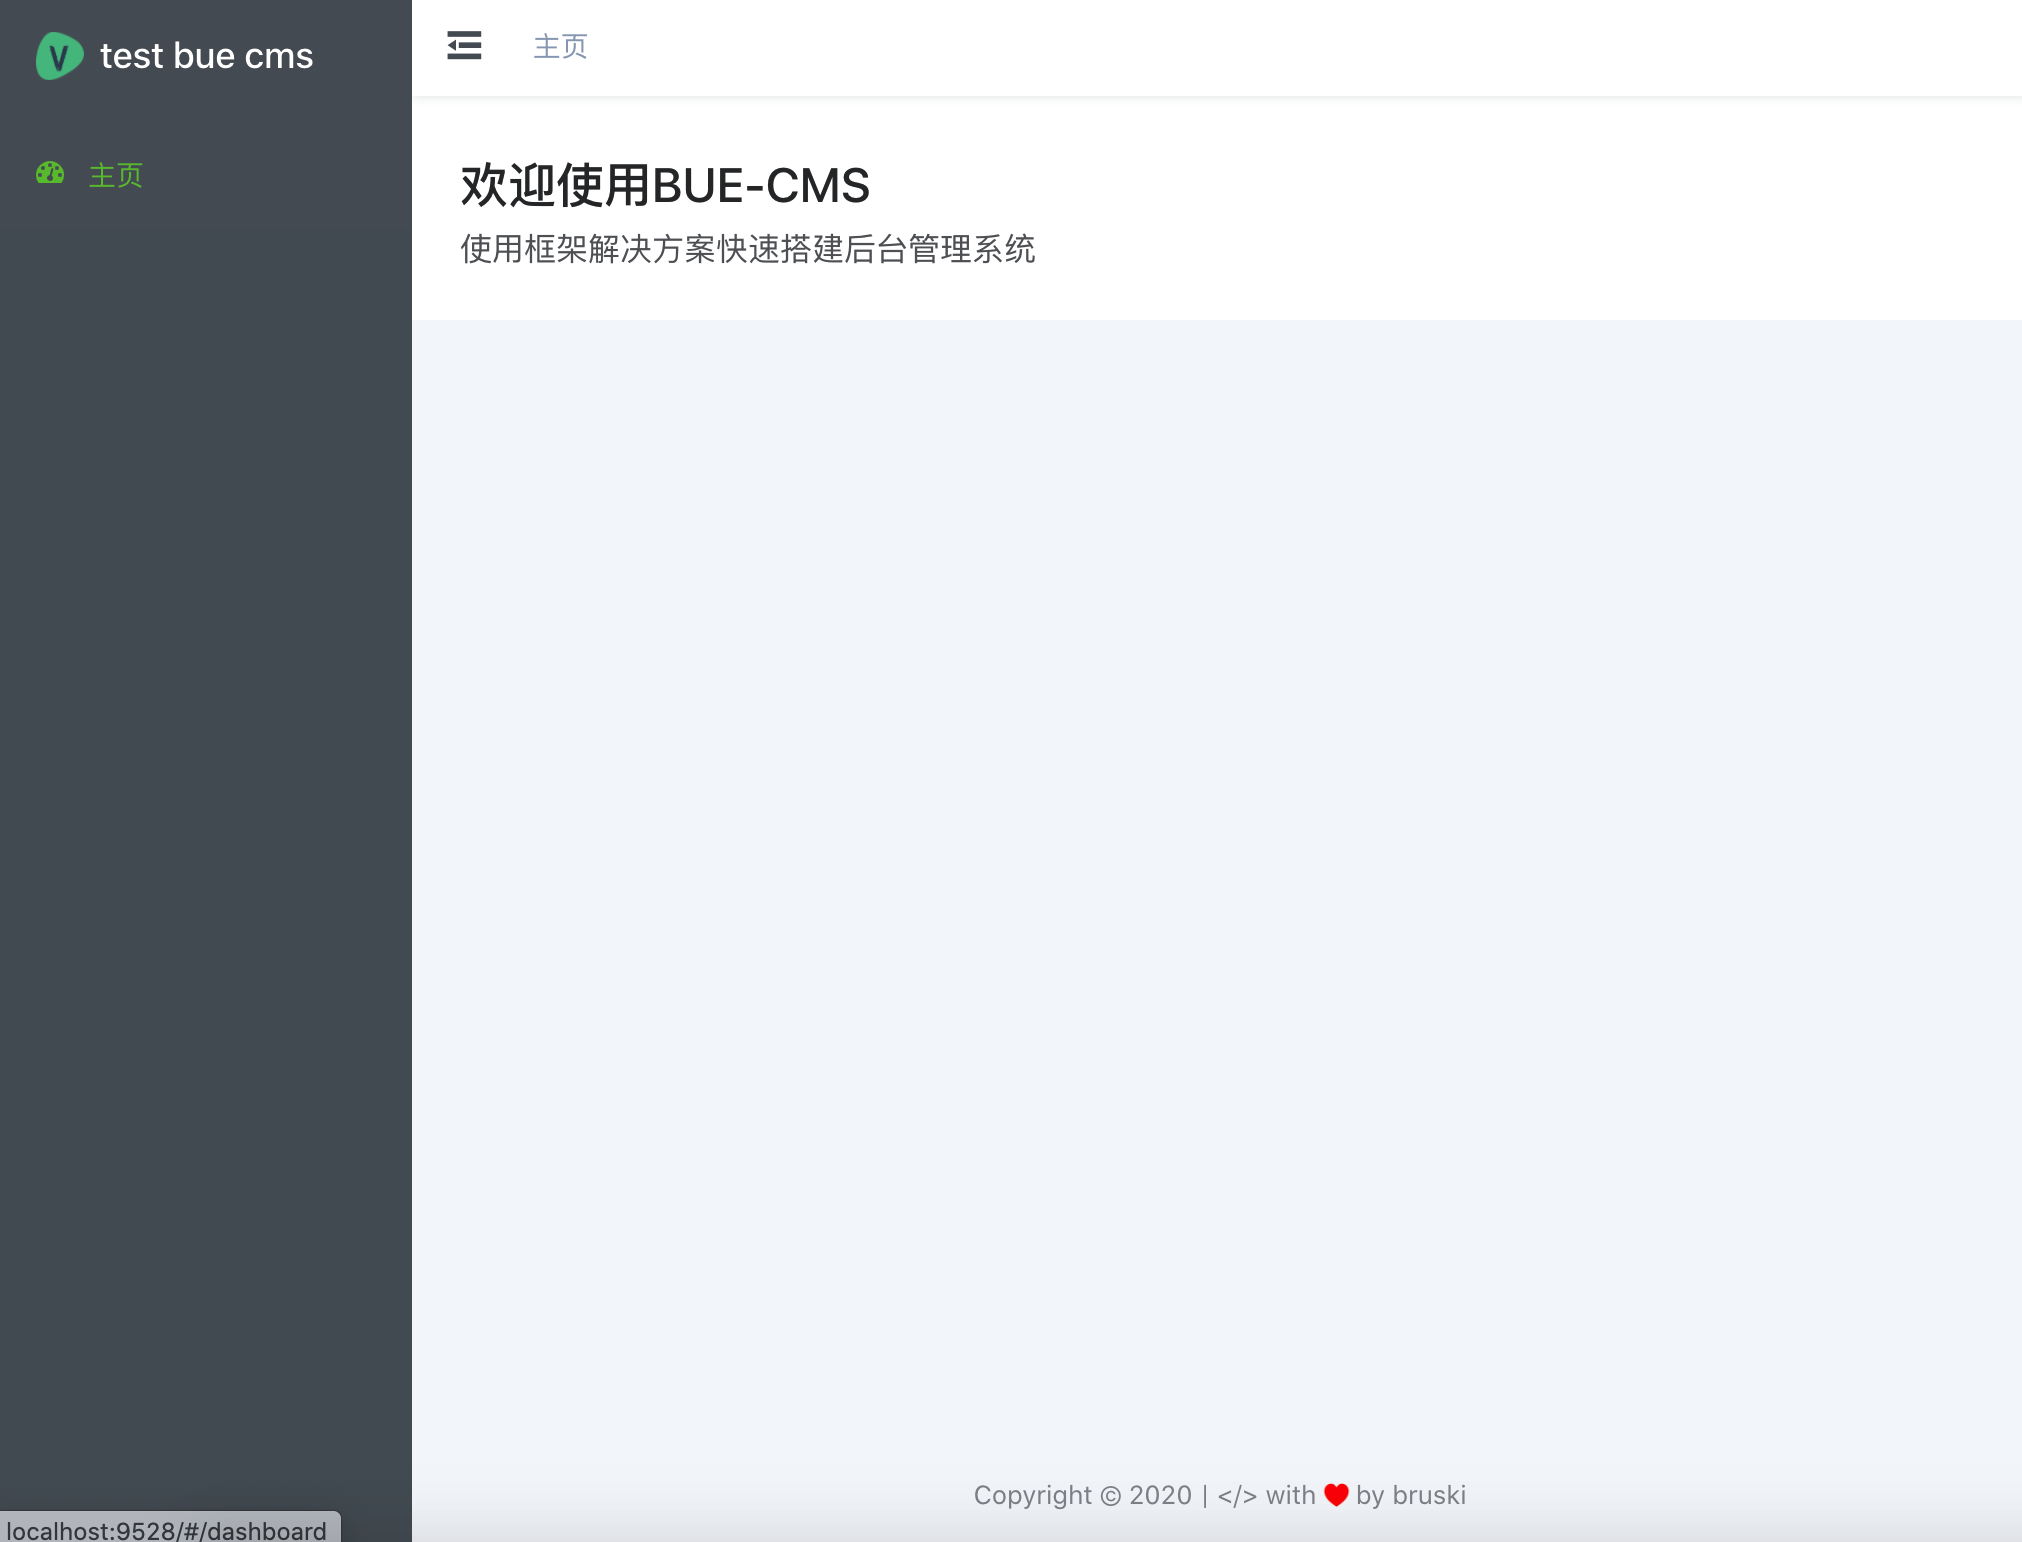 test bue cms
主页
主页
欢迎使用BUE-CMS
使用框架解决方案快速搭建后台管理系统
Copyright © 2020 | </> with ❤ by bruski
localhost:9528/#/dashboard